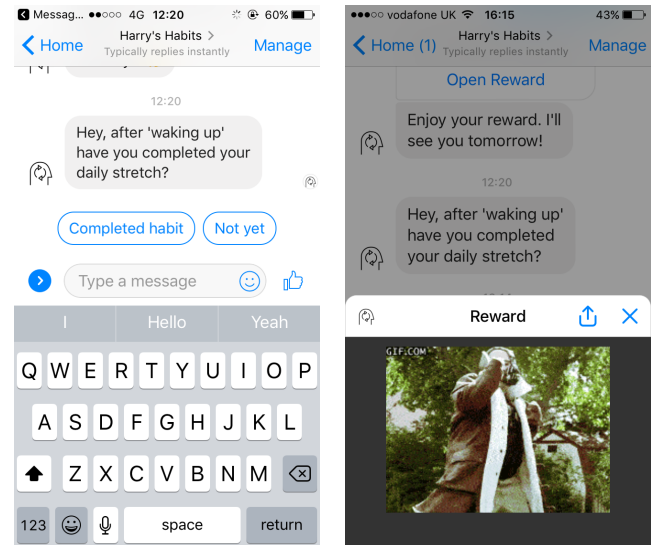 Messag... 4G 12:20 60%
Home Harry's Habits > Manage
Typically replies instantly
12:20
Hey, after 'waking up'
have you completed your
daily stretch?
Completed habit Not yet
Type a message
I Hello Yeah
Q W E R T Y U I O P
A S D F G H J K L
Z X C V B N M
123 space return
vodafone UK 16:15 43%
Home (1) Harry's Habits > Manage
Typically replies instantly
Open Reward
Enjoy your reward. I'll
see you tomorrow!
12:20
Hey, after 'waking up'
have you completed
your daily stretch?
Reward
GIF.COM